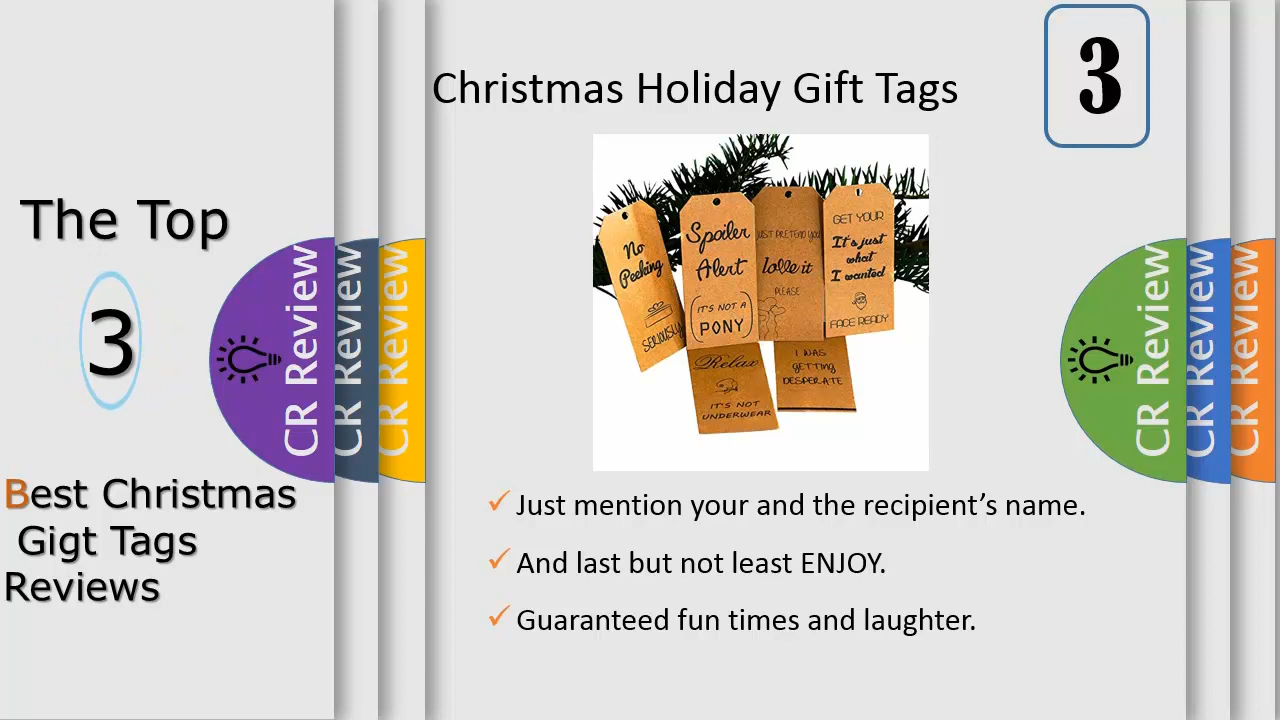 The Top
3
Best Christmas
Gigt Tags
Reviews
CR Review
CR Review
CR Review
Christmas Holiday Gift Tags
3
No
Peeking
SERIOUSLY
Spoiler
Alert
IT'S NOT A
PONY
JUST PRETEND YOU
lolle it
PLEASE
GET YOUR
It's just
what
I wanted
FACE READY
Relax
IT'S NOT
UNDERWEAR
I WAS
GETTING
DESPERATE
✓ Just mention your and the recipient’s name.
✓ And last but not least ENJOY.
✓ Guaranteed fun times and laughter.
CR Review
CR Review
CR Review